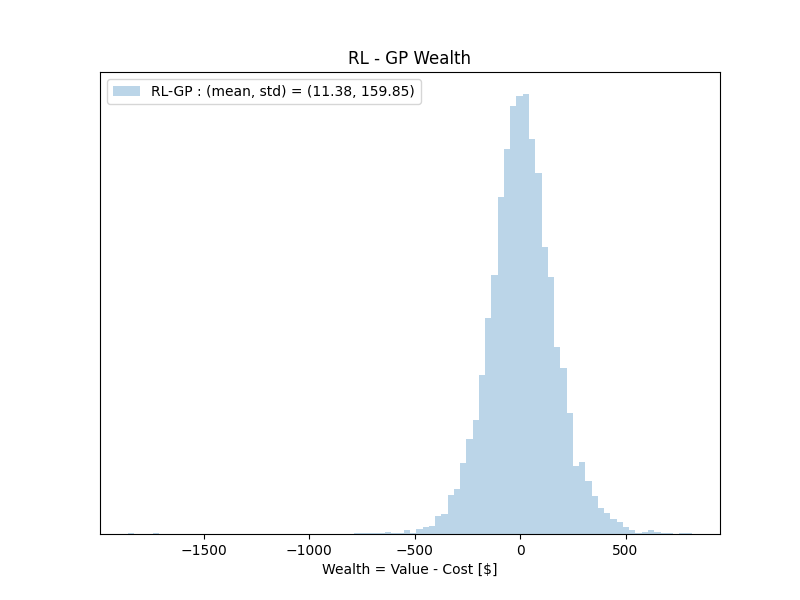 RL - GP Wealth
RL-GP : (mean, std) = (11.38, 159.85)
−1500 −1000 −500 0 500
Wealth = Value - Cost [$]